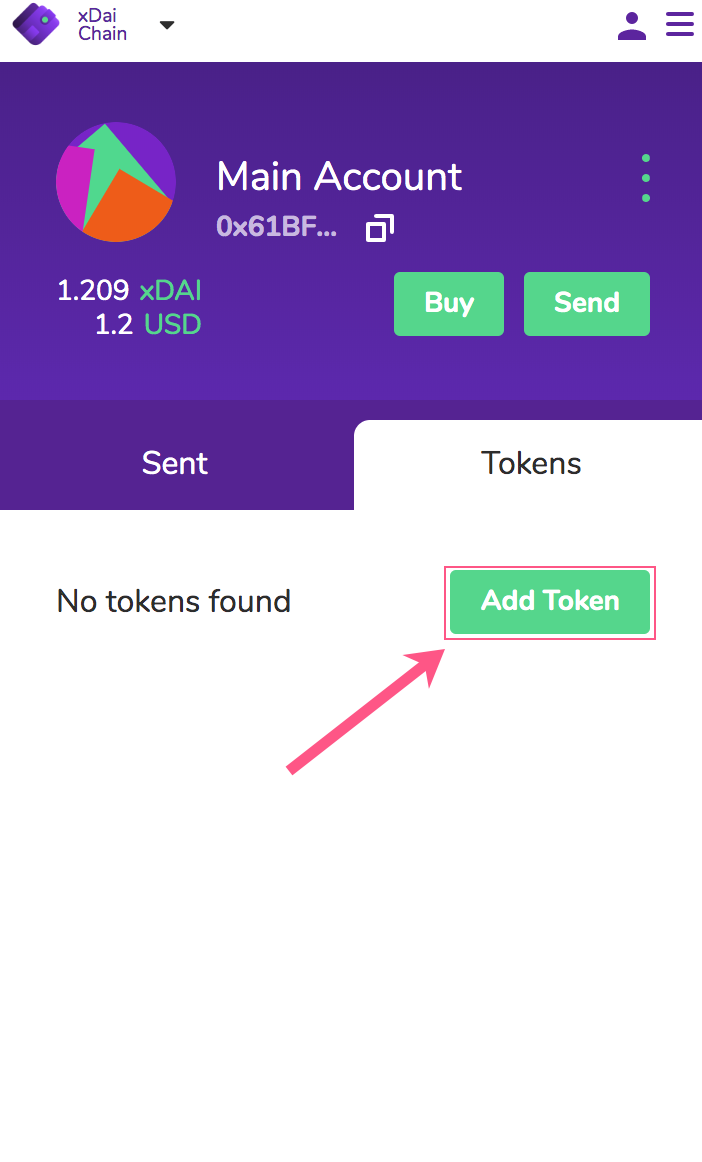 xDai
Chain
Main Account
0x61BF...
1.209 xDAI
1.2 USD
Buy
Send
Sent
Tokens
No tokens found
Add Token